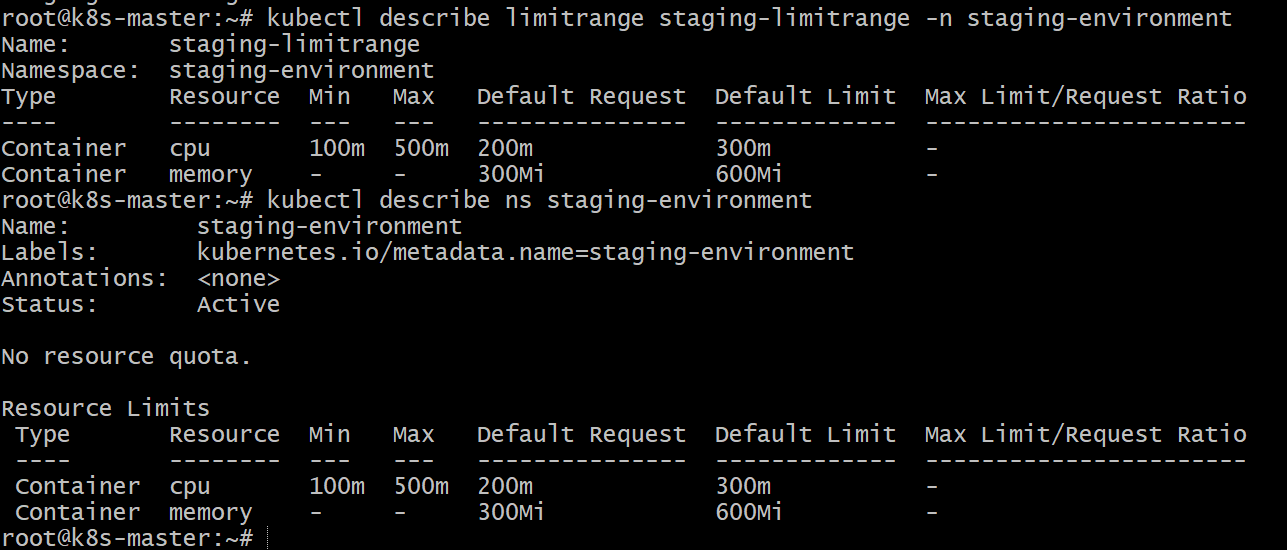 root@k8s-master:~# kubectl describe limitrange staging-limitrange -n staging-environment
Name:       staging-limitrange
Namespace:  staging-environment
Type        Resource  Min   Max   Default Request  Default Limit  Max Limit/Request Ratio
----        --------  ---   ---   ---------------  -------------  -----------------------
Container   cpu       100m  500m  200m             300m           -
Container   memory    -     -     300Mi            600Mi          -
root@k8s-master:~# kubectl describe ns staging-environment
Name:         staging-environment
Labels:       kubernetes.io/metadata.name=staging-environment
Annotations:  <none>
Status:       Active

No resource quota.

Resource Limits
 Type       Resource  Min   Max   Default Request  Default Limit  Max Limit/Request Ratio
 ----       --------  ---   ---   ---------------  -------------  -----------------------
 Container  cpu       100m  500m  200m             300m           -
 Container  memory    -     -     300Mi            600Mi          -
root@k8s-master:~#